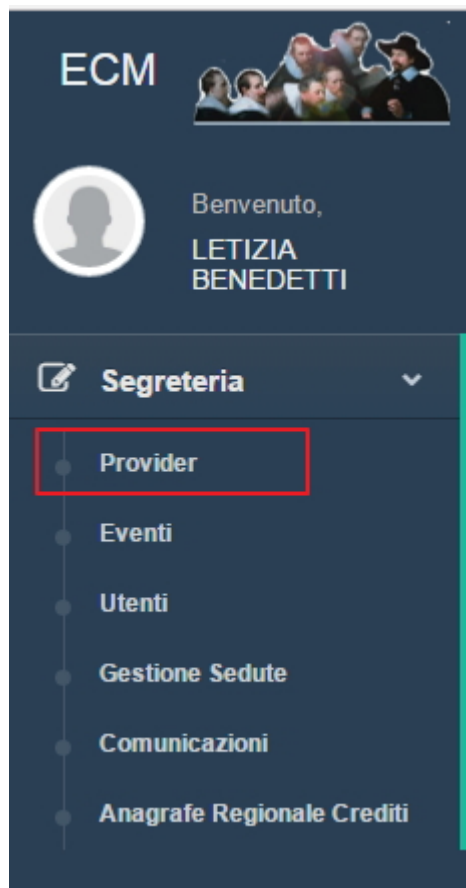 ECM
Benvenuto,
LETIZIA
BENEDETTI
Segreteria
Provider
Eventi
Utenti
Gestione Sedute
Comunicazioni
Anagrafe Regionale Crediti